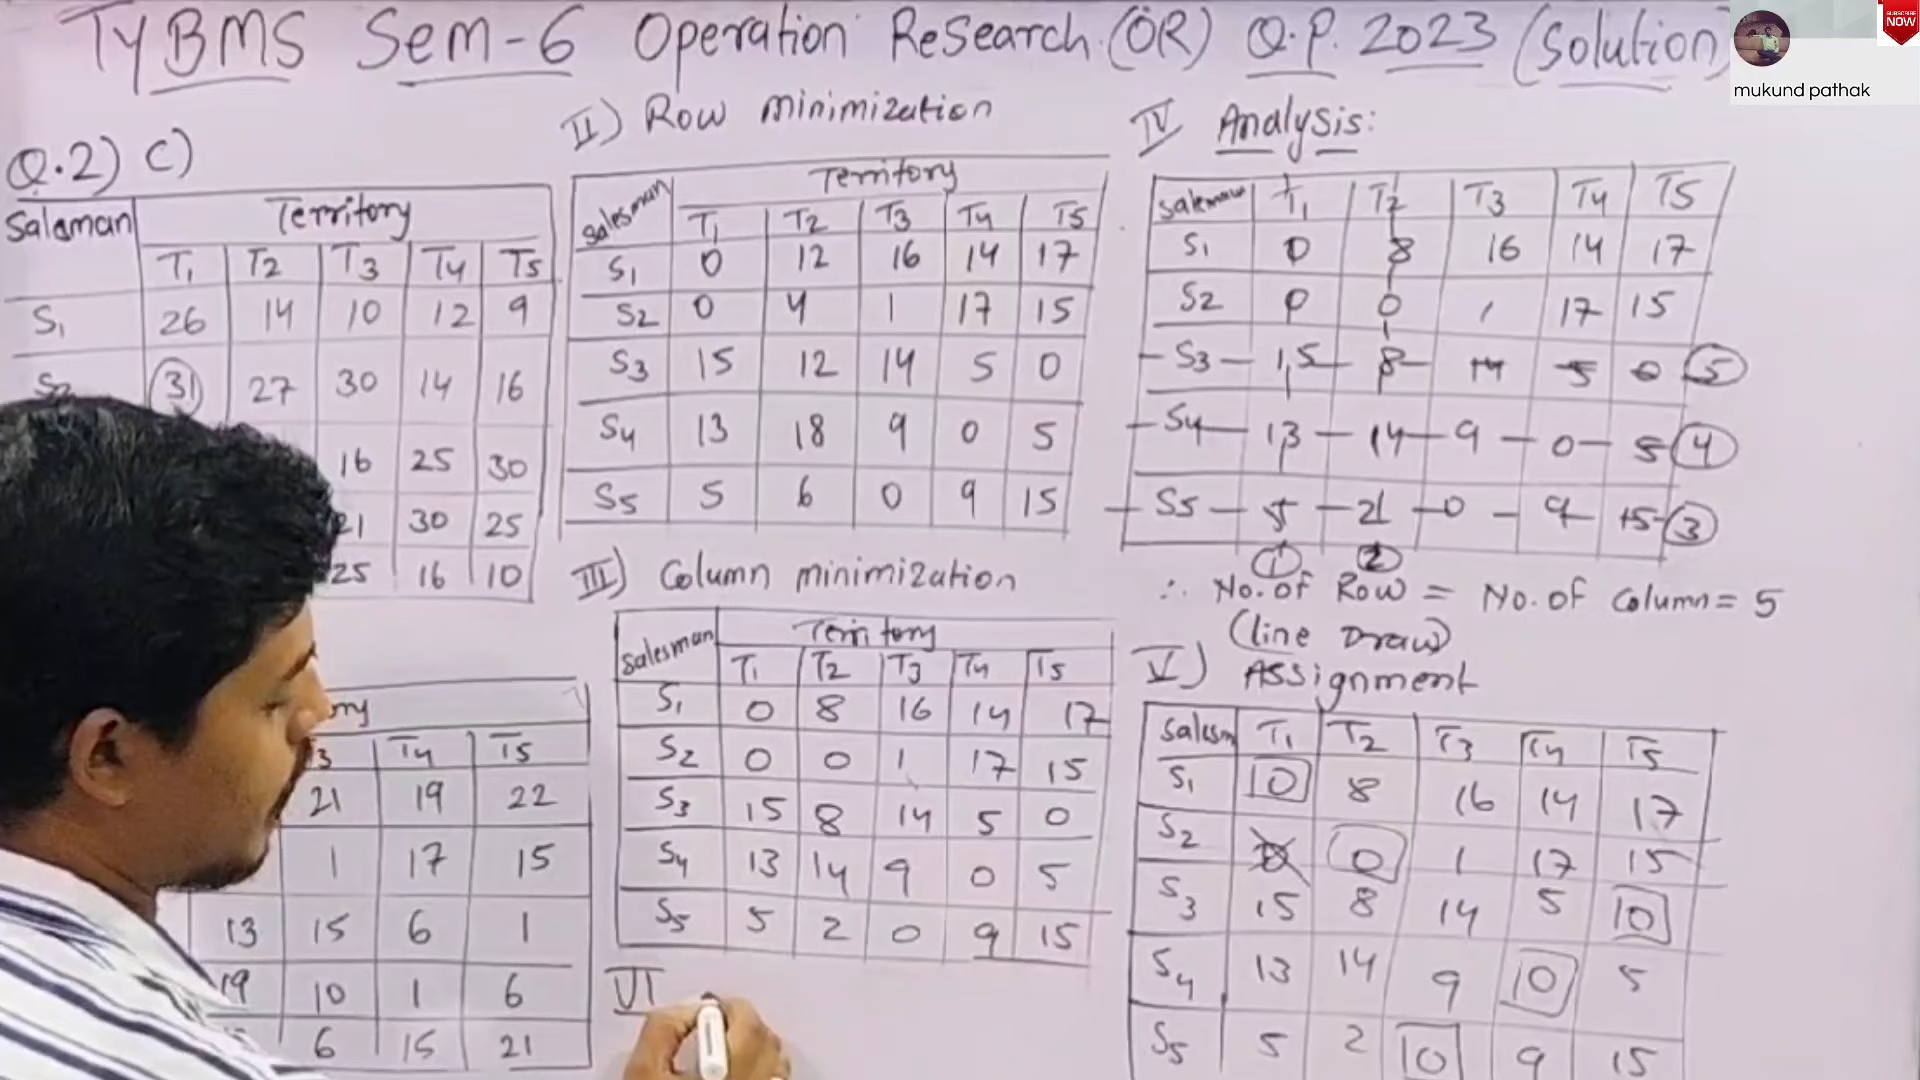 TyBMS Sem-6 Operation ReSearch (OR) Q.P. 2023 (Solution)
SUBSCRIBE NOW
mukund pathak
Q.2) C)
Salsman Territory
T1 T2 T3 T4 T5
S1 26 14 10 12 9
S2 31 27 30 14 16
16 25 30
21 30 25
25 16 10
ory
3 T4 T5
21 19 22
1 17 15
13 15 6 1
19 10 1 6
6 15 21
II) Row minimization
Salesman Territory
T1 T2 T3 T4 T5
S1 0 12 16 14 17
S2 0 4 1 17 15
S3 15 12 14 5 0
S4 13 18 9 0 5
S5 5 6 0 9 15
III) Column minimization
Salesman Territory
T1 T2 T3 T4 T5
S1 0 8 16 14 17
S2 0 0 1 17 15
S3 15 8 14 5 0
S4 13 14 9 0 5
S5 5 2 0 9 15
VI
IV Analysis:
Salesman T1 T2 T3 T4 T5
S1 0 8 16 14 17
S2 0 0 1 17 15
S3 15 8 14 5 0 5
S4 13 14 9 0 5 4
S5 5 2 0 9 15 3
1 2
∴ No. of Row = No. of Column = 5
(line Draw)
V) Assignment
Salesm T1 T2 T3 T4 T5
S1 0 8 16 14 17
S2 0 0 1 17 15
S3 15 8 14 5 0
S4 13 14 9 0 5
S5 5 2 0 9 15